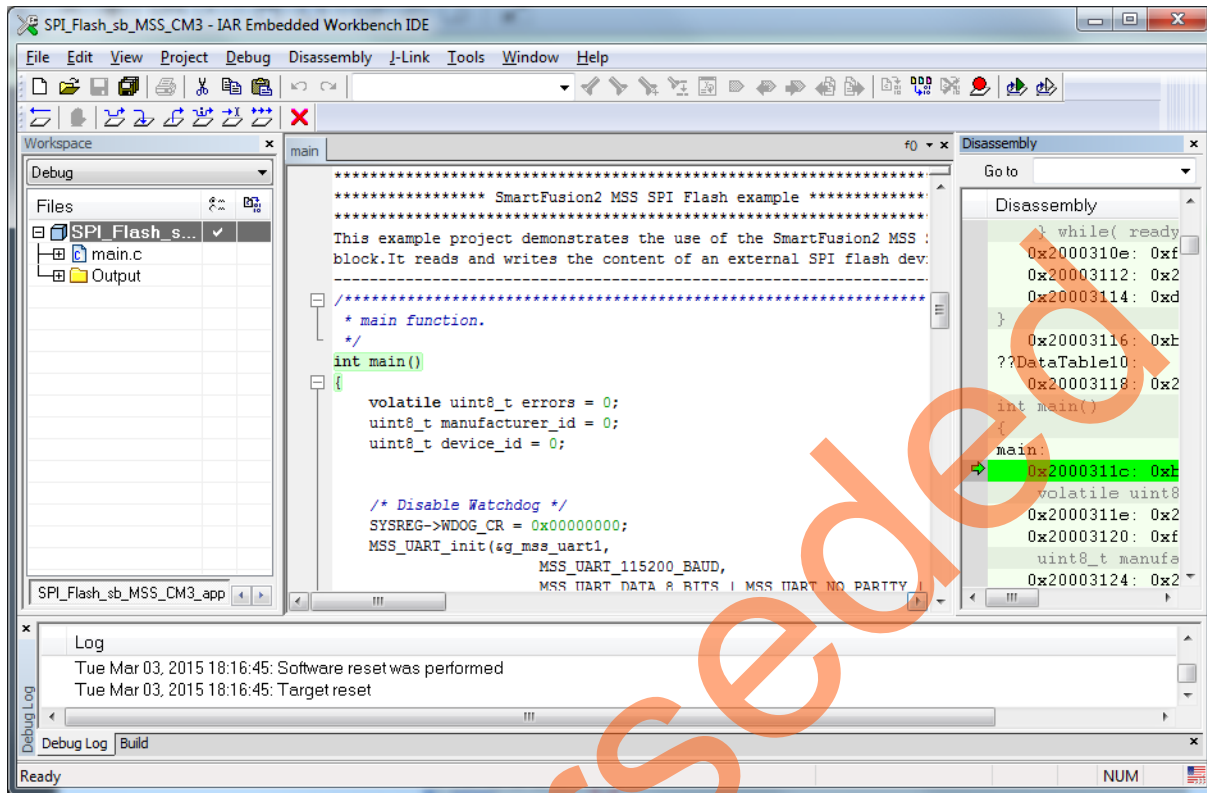 SPI_Flash_sb_MSS_CM3 - IAR Embedded Workbench IDE
File Edit View Project Debug Disassembly J-Link Tools Window Help
Workspace
Debug
Files
SPI_Flash_s...
main.c
Output
SPI_Flash_sb_MSS_CM3_app
main
f()
****************************************************************
***************** SmartFusion2 MSS SPI Flash example *************
****************************************************************
This example project demonstrates the use of the SmartFusion2 MSS
block.It reads and writes the content of an external SPI flash dev
--------------------------------------------------------------------
/******************************************************************
* main function.
*/
int main()
{
volatile uint8_t errors = 0;
uint8_t manufacturer_id = 0;
uint8_t device_id = 0;
/* Disable Watchdog */
SYSREG->WDOG_CR = 0x00000000;
MSS_UART_init(&g_mss_uart1,
MSS_UART_115200_BAUD,
MSS_UART_DATA_8_BITS | MSS_UART_NO_PARITY |
Disassembly
Go to
Disassembly
} while( ready
0x2000310e: 0xf
0x20003112: 0x2
0x20003114: 0xd
}
0x20003116: 0xb
??DataTable10:
0x20003118: 0x2
int main()
{
main:
0x2000311c: 0xb
volatile uint8
0x2000311e: 0x2
0x20003120: 0xf
uint8_t manufa
0x20003124: 0x2
Log
Tue Mar 03, 2015 18:16:45: Software reset was performed
Tue Mar 03, 2015 18:16:45: Target reset
Debug Log
Debug Log Build
Ready
NUM
rseded